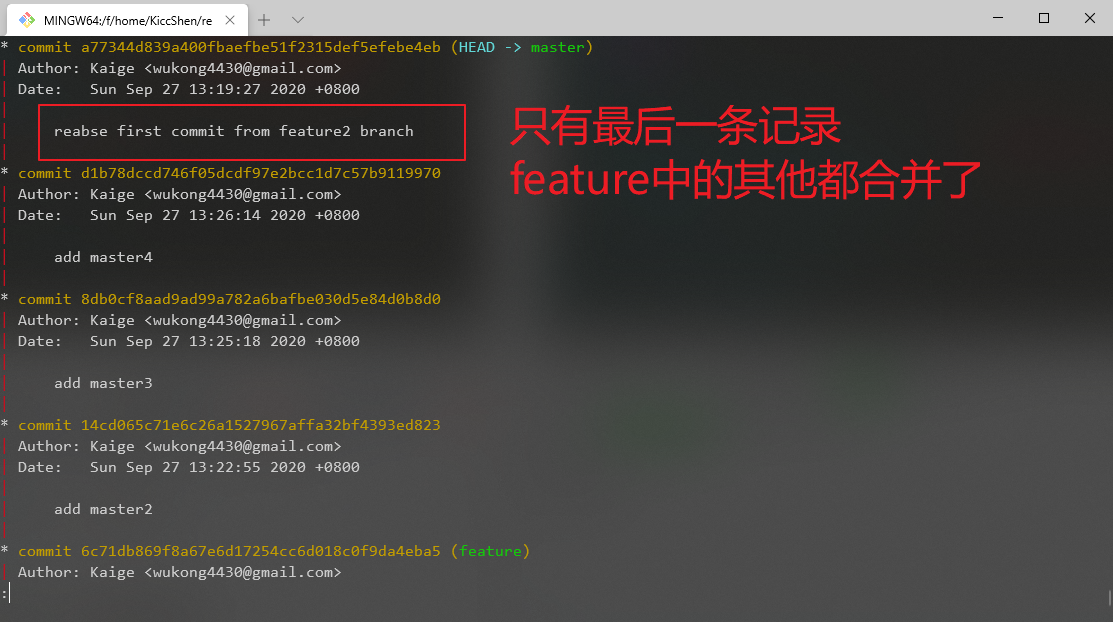 MINGW64:/f/home/KiccShen/re
* commit a77344d839a400fbaefbe51f2315def5efebe4eb (HEAD -> master)
| Author: Kaige <wukong4430@gmail.com>
| Date:   Sun Sep 27 13:19:27 2020 +0800
|
|     reabse first commit from feature2 branch
|
只有最后一条记录
feature中的其他都合并了
* commit d1b78dccd746f05dcdf97e2bcc1d7c57b9119970
| Author: Kaige <wukong4430@gmail.com>
| Date:   Sun Sep 27 13:26:14 2020 +0800
|
|     add master4
|
* commit 8db0cf8aad9ad99a782a6bafbe030d5e84d0b8d0
| Author: Kaige <wukong4430@gmail.com>
| Date:   Sun Sep 27 13:25:18 2020 +0800
|
|     add master3
|
* commit 14cd065c71e6c26a1527967affa32bf4393ed823
| Author: Kaige <wukong4430@gmail.com>
| Date:   Sun Sep 27 13:22:55 2020 +0800
|
|     add master2
|
* commit 6c71db869f8a67e6d17254cc6d018c0f9da4eba5 (feature)
| Author: Kaige <wukong4430@gmail.com>
: